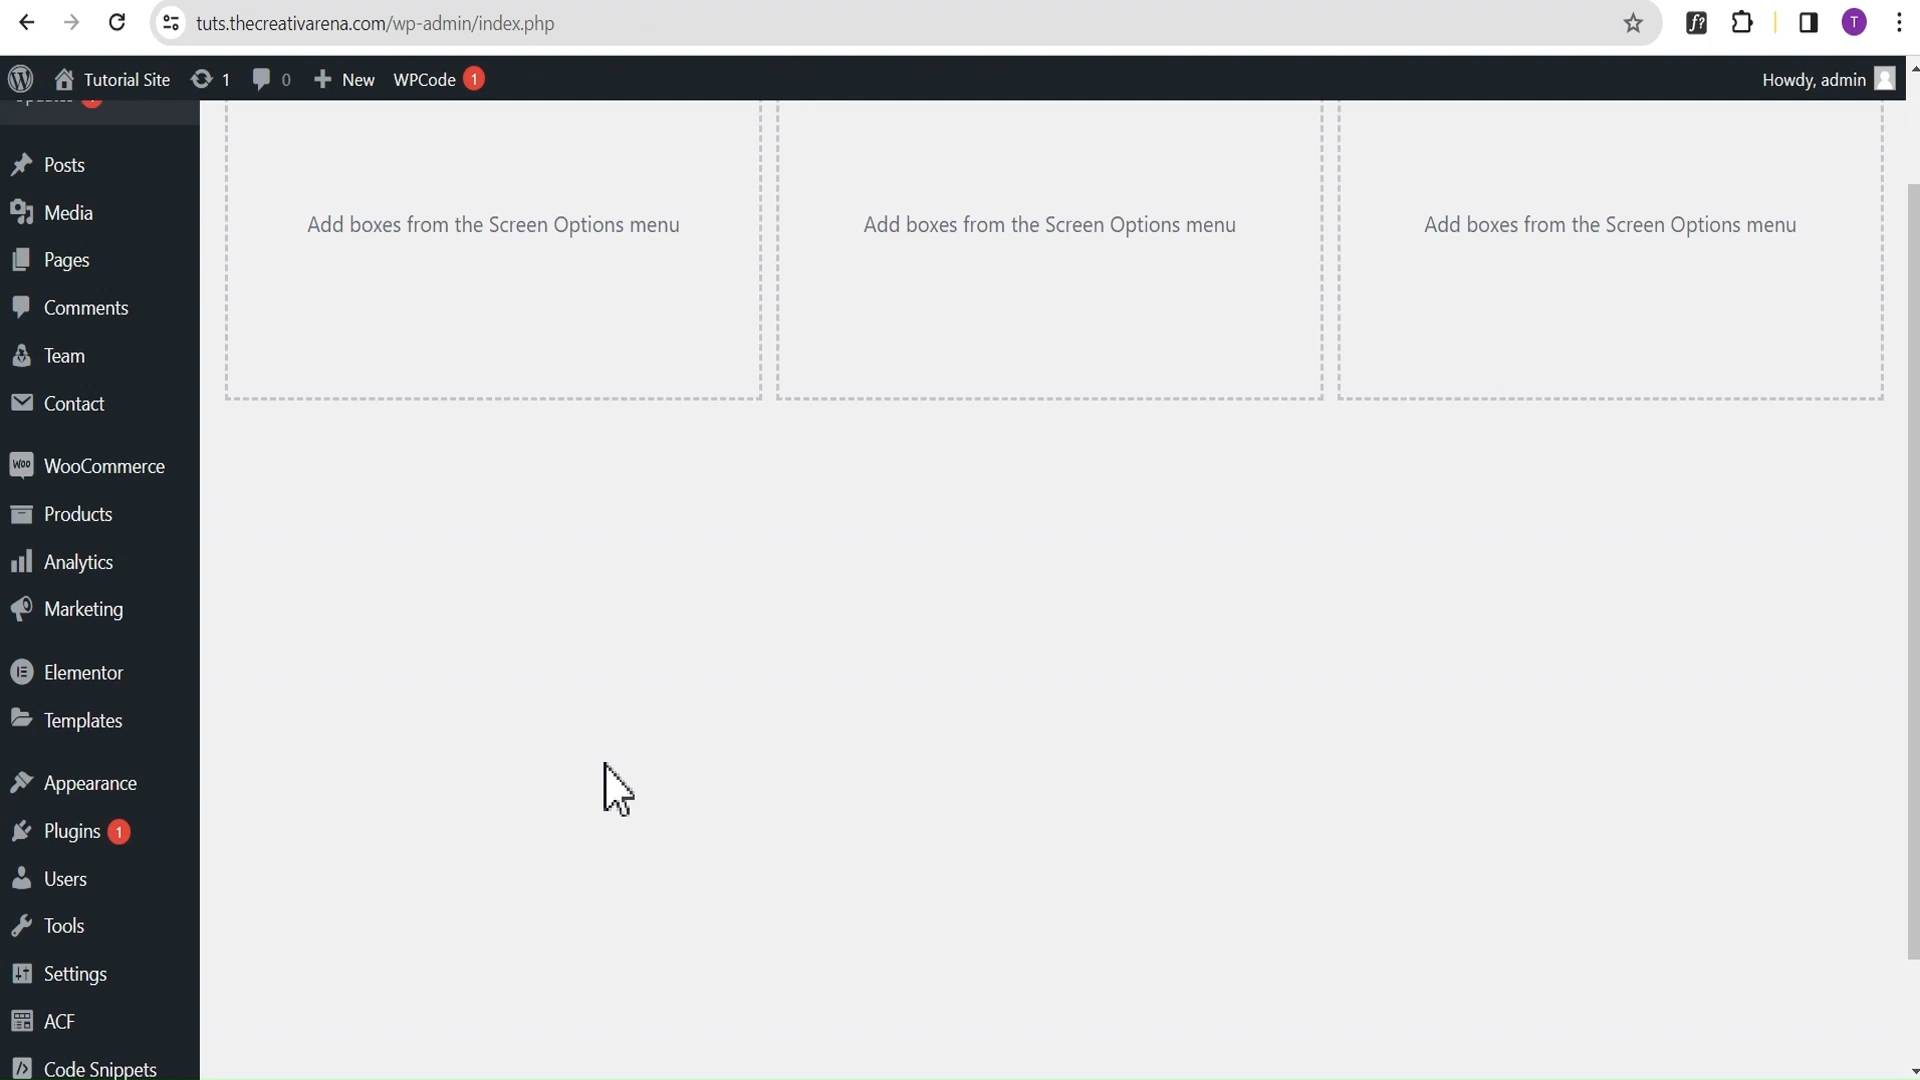 tuts.thecreativarena.com/wp-admin/index.php
f?
T
Tutorial Site
1
0
New
WPCode 1
Howdy, admin
Updates
Posts
Media
Pages
Comments
Team
Contact
Woo WooCommerce
Products
Analytics
Marketing
Elementor
Templates
Appearance
Plugins 1
Users
Tools
Settings
ACF
Code Snippets
Add boxes from the Screen Options menu
Add boxes from the Screen Options menu
Add boxes from the Screen Options menu